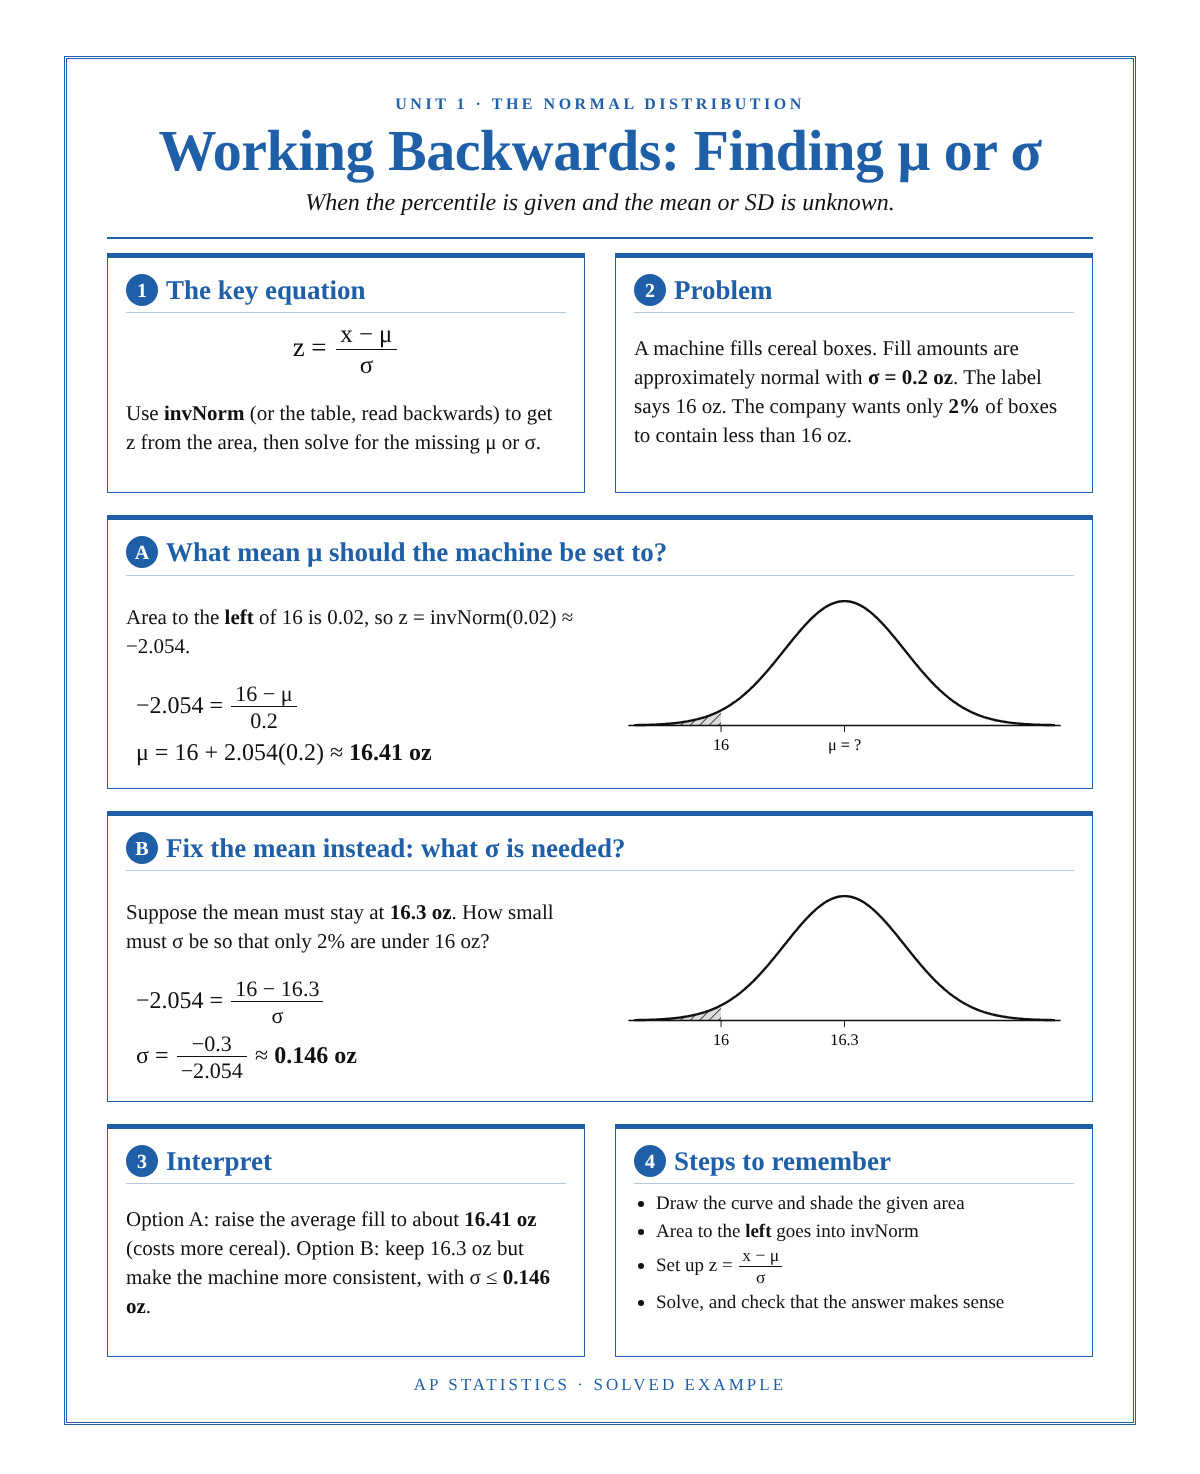 UNIT 1 · THE NORMAL DISTRIBUTION
Working Backwards: Finding μ or σ
When the percentile is given and the mean or SD is unknown.
1 The key equation
z = (x − μ)/σ
Use invNorm (or the table, read backwards) to get
z from the area, then solve for the missing μ or σ.
2 Problem
A machine fills cereal boxes. Fill amounts are
approximately normal with σ = 0.2 oz. The label
says 16 oz. The company wants only 2% of boxes
to contain less than 16 oz.
A What mean μ should the machine be set to?
Area to the left of 16 is 0.02, so z = invNorm(0.02) ≈
−2.054.
−2.054 = (16 − μ)/0.2
μ = 16 + 2.054(0.2) ≈ 16.41 oz
16
μ = ?
B Fix the mean instead: what σ is needed?
Suppose the mean must stay at 16.3 oz. How small
must σ be so that only 2% are under 16 oz?
−2.054 = (16 − 16.3)/σ
σ = −0.3/−2.054 ≈ 0.146 oz
16
16.3
3 Interpret
Option A: raise the average fill to about 16.41 oz
(costs more cereal). Option B: keep 16.3 oz but
make the machine more consistent, with σ ≤ 0.146
oz.
4 Steps to remember
• Draw the curve and shade the given area
• Area to the left goes into invNorm
• Set up z = (x − μ)/σ
• Solve, and check that the answer makes sense
AP STATISTICS · SOLVED EXAMPLE